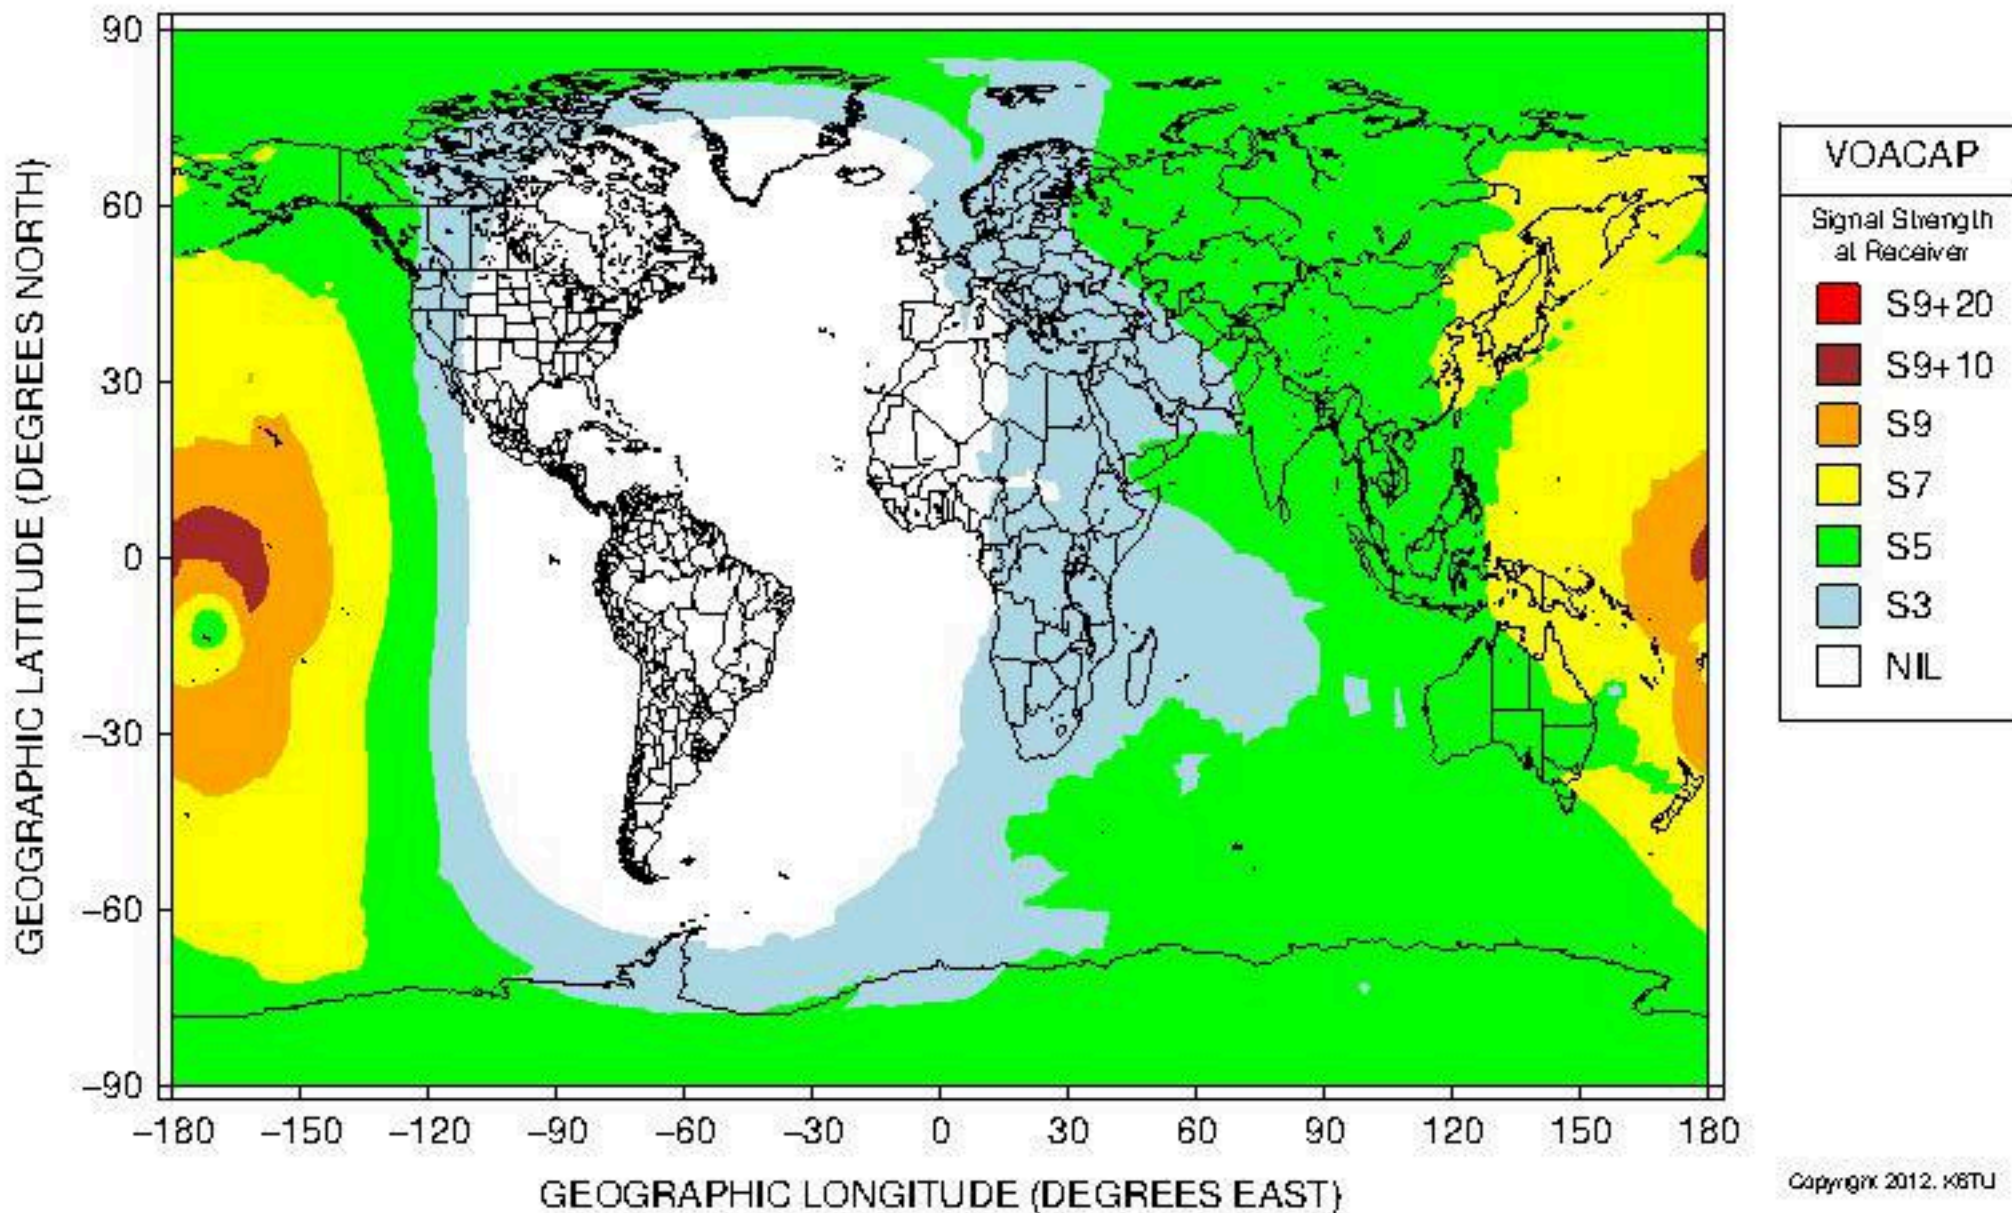 90
60
30
0
–30
–60
–90
GEOGRAPHIC LATITUDE (DEGREES NORTH)
–180 –150 –120 –90 –60 –30 0 30 60 90 120 150 180
GEOGRAPHIC LONGITUDE (DEGREES EAST)
VOACAP
Signal Strength
at Receiver
S9+20
S9+10
S9
S7
S5
S3
NIL
Copyright 2012, K6TU